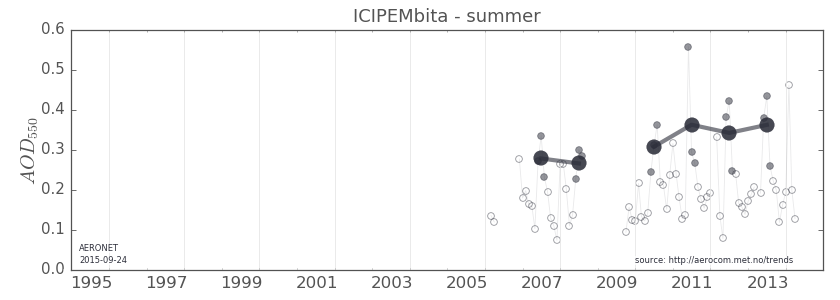 ICIPEMbita - summer
0.6
0.5
0.4
0.3
0.2
0.1
0.0
AOD550
AERONET
2015-09-24
source: http://aerocom.met.no/trends
1995 1997 1999 2001 2003 2005 2007 2009 2011 2013